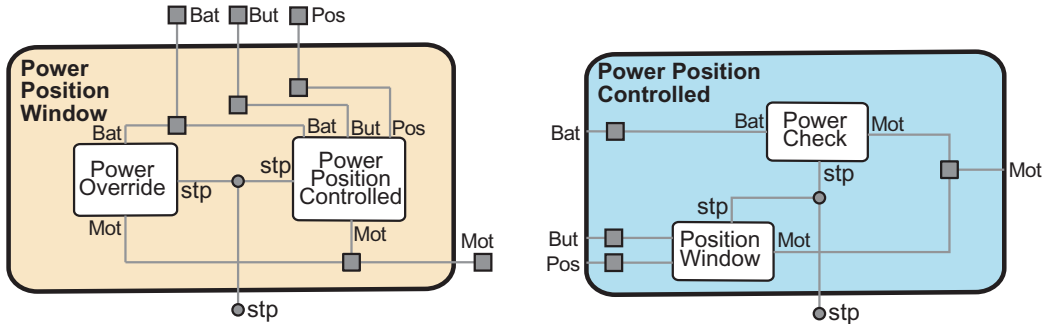 Bat
But
Pos
Power
Position
Window
Bat
Bat
But
Pos
Power
Override
stp
stp
Power
Position
Controlled
Mot
Mot
Mot
stp
Power Position
Controlled
Bat
Bat
Power
Check
Mot
Mot
stp
stp
But
Pos
Position
Window
Mot
stp